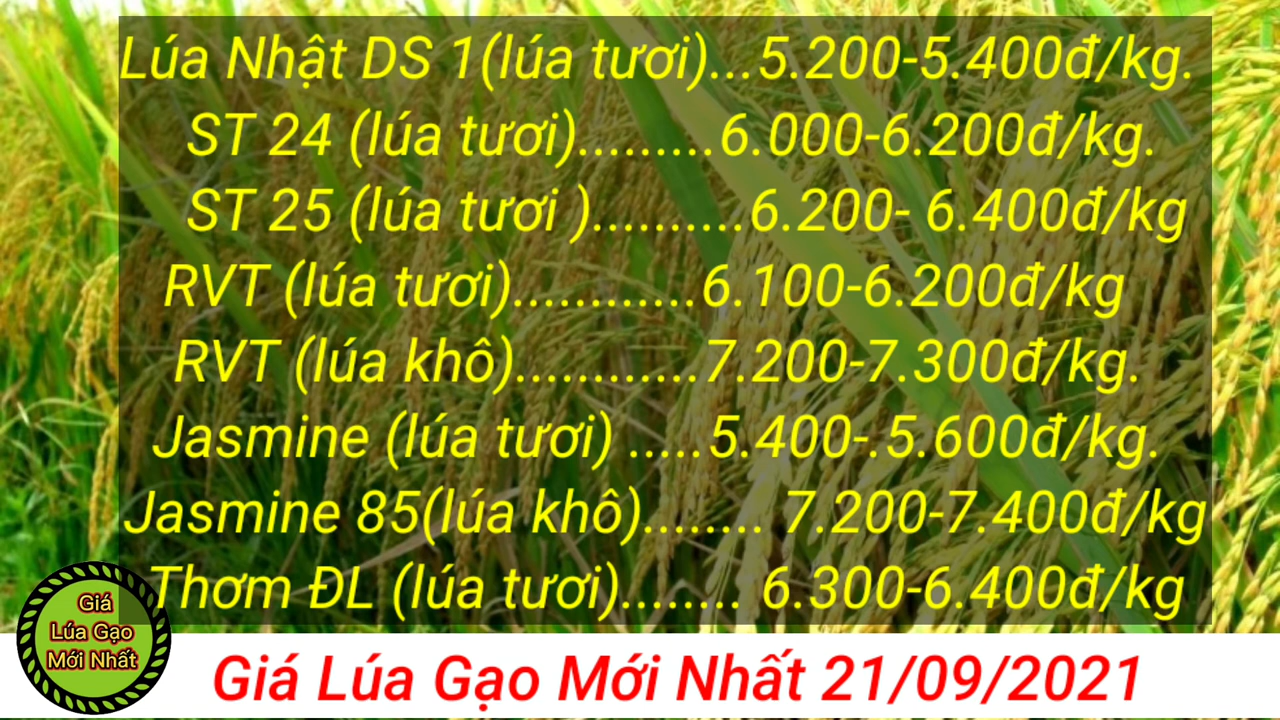 Lúa Nhật DS 1(lúa tươi)...5.200-5.400đ/kg.
ST 24 (lúa tươi).........6.000-6.200đ/kg.
ST 25 (lúa tươi )..........6.200- 6.400đ/kg
RVT (lúa tươi)............6.100-6.200đ/kg
RVT (lúa khô)............7.200-7.300đ/kg.
Jasmine (lúa tươi) .....5.400-.5.600đ/kg.
Jasmine 85(lúa khô)........ 7.200-7.400đ/kg
Thơm ĐL (lúa tươi)........ 6.300-6.400đ/kg
Giá
Lúa Gạo
Mới Nhất
Giá Lúa Gạo Mới Nhất 21/09/2021